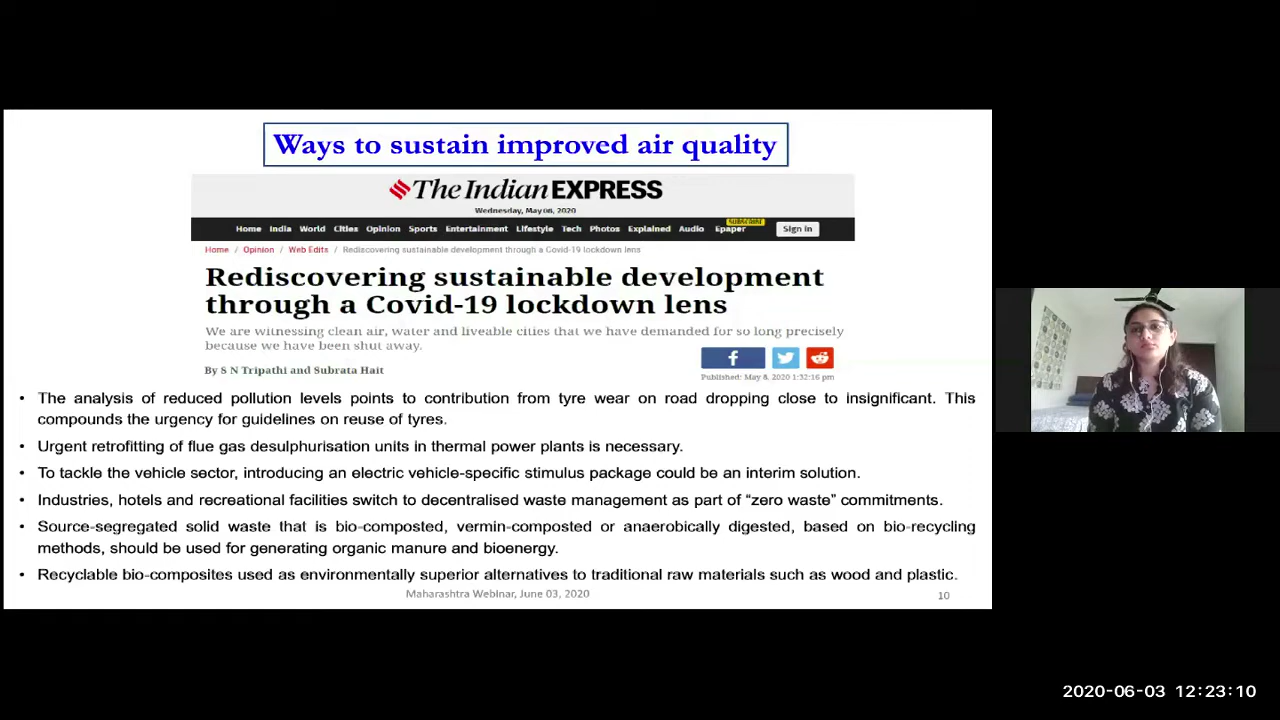 Ways to sustain improved air quality
The Indian EXPRESS
Wednesday, May 06, 2020
Home India World Cities Opinion Sports Entertainment Lifestyle Tech Photos Explained Audio Epaper Subscribe Sign in
Home / Opinion / Web Edits / Rediscovering sustainable development through a Covid-19 lockdown lens
Rediscovering sustainable development
through a Covid-19 lockdown lens
We are witnessing clean air, water and liveable cities that we have demanded for so long precisely
because we have been shut away.
By S N Tripathi and Subrata Hait
Published: May 8, 2020 1:32:16 pm
• The analysis of reduced pollution levels points to contribution from tyre wear on road dropping close to insignificant. This
compounds the urgency for guidelines on reuse of tyres.
• Urgent retrofitting of flue gas desulphurisation units in thermal power plants is necessary.
• To tackle the vehicle sector, introducing an electric vehicle-specific stimulus package could be an interim solution.
• Industries, hotels and recreational facilities switch to decentralised waste management as part of “zero waste” commitments.
• Source-segregated solid waste that is bio-composted, vermin-composted or anaerobically digested, based on bio-recycling
methods, should be used for generating organic manure and bioenergy.
• Recyclable bio-composites used as environmentally superior alternatives to traditional raw materials such as wood and plastic.
Maharashtra Webinar, June 03, 2020
10
2020-06-03 12:23:10